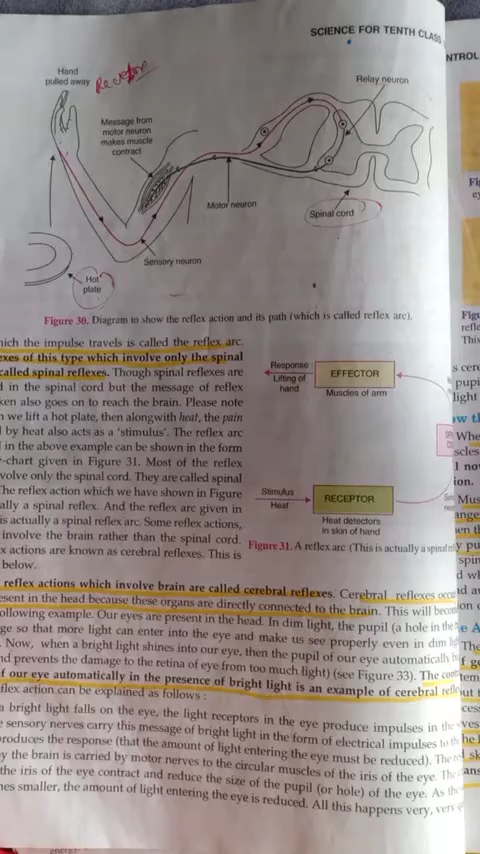 SCIENCE FOR TENTH CLASS
Hand
pulled away
Receptor
Relay neuron
Message from
motor neuron
makes muscle
contract
Motor neuron
Spinal cord
Sensory neuron
Hot
plate
Figure 30. Diagram to show the reflex action and its path (which is called reflex arc).
which the impulse travels is called the reflex arc.
of this type which involve only the spinal
called spinal reflexes. Though spinal reflexes are
in the spinal cord but the message of reflex
also goes on to reach the brain. Please note
we lift a hot plate, then alongwith heat, the pain
by heat also acts as a 'stimulus'. The reflex arc
in the above example can be shown in the form
chart given in Figure 31. Most of the reflex
only the spinal cord. They are called spinal
The reflex action which we have shown in Figure
a spinal reflex. And the reflex arc given in
is actually a spinal reflex arc. Some reflex actions,
involve the brain rather than the spinal cord.
actions are known as cerebral reflexes. This is
below.
Response
Lifting of
hand
EFFECTOR
Muscles of arm
Stimulus
Heat
RECEPTOR
Heat detectors
in skin of hand
Figure 31. A reflex arc (This is actually a spinal
reflex actions which involve brain are called cerebral reflexes. Cerebral reflexes
in the head because these organs are directly connected to the brain. This will
following example. Our eyes are present in the head. In dim light, the pupil (a hole in the
so that more light can enter into the eye and make us see properly even in dim
Now, when a bright light shines into our eye, then the pupil of our eye automatically
prevents the damage to the retina of eye from too much light) (see Figure 33). The
of our eye automatically in the presence of bright light is an example of cerebral
action can be explained as follows :
a bright light falls on the eye, the light receptors in the eye produce impulses in the
sensory nerves carry this message of bright light in the form of electrical impulses to
produces the response (that the amount of light entering the eye must be reduced). The
by the brain is carried by motor nerves to the circular muscles of the iris of the eye. The
the iris of the eye contract and reduce the size of the pupil (or hole) of the eye. As the
smaller, the amount of light entering the eye is reduced. All this happens very, very